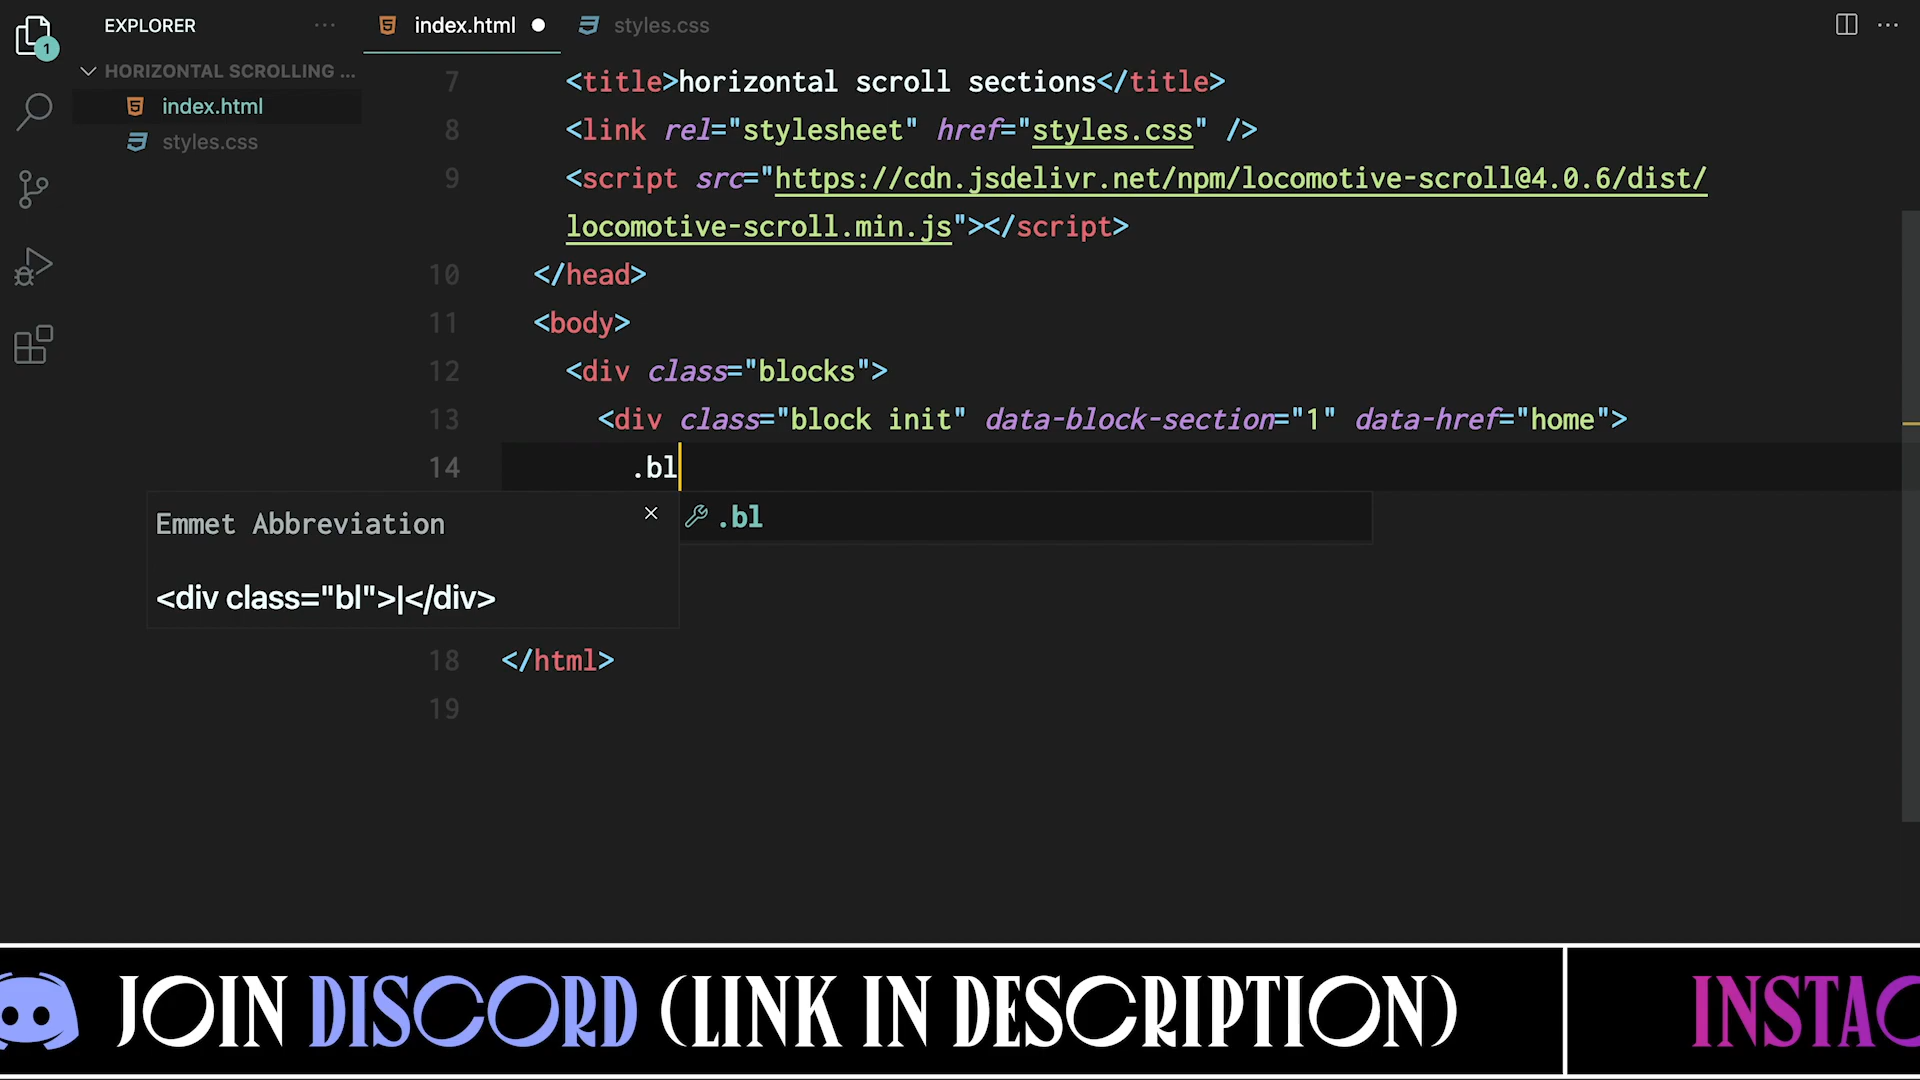 EXPLORER
index.html
styles.css
HORIZONTAL SCROLLING ...
index.html
styles.css
1
7 <title>horizontal scroll sections</title>
8 <link rel="stylesheet" href="styles.css" />
9 <script src="https://cdn.jsdelivr.net/npm/locomotive-scroll@4.0.6/dist/
locomotive-scroll.min.js"></script>
10 </head>
11 <body>
12 <div class="blocks">
13 <div class="block init" data-block-section="1" data-href="home">
14 .bl
Emmet Abbreviation
.bl
<div class="bl">|</div>
18 </html>
19
JOIN DISCORD (LINK IN DESCRIPTION)